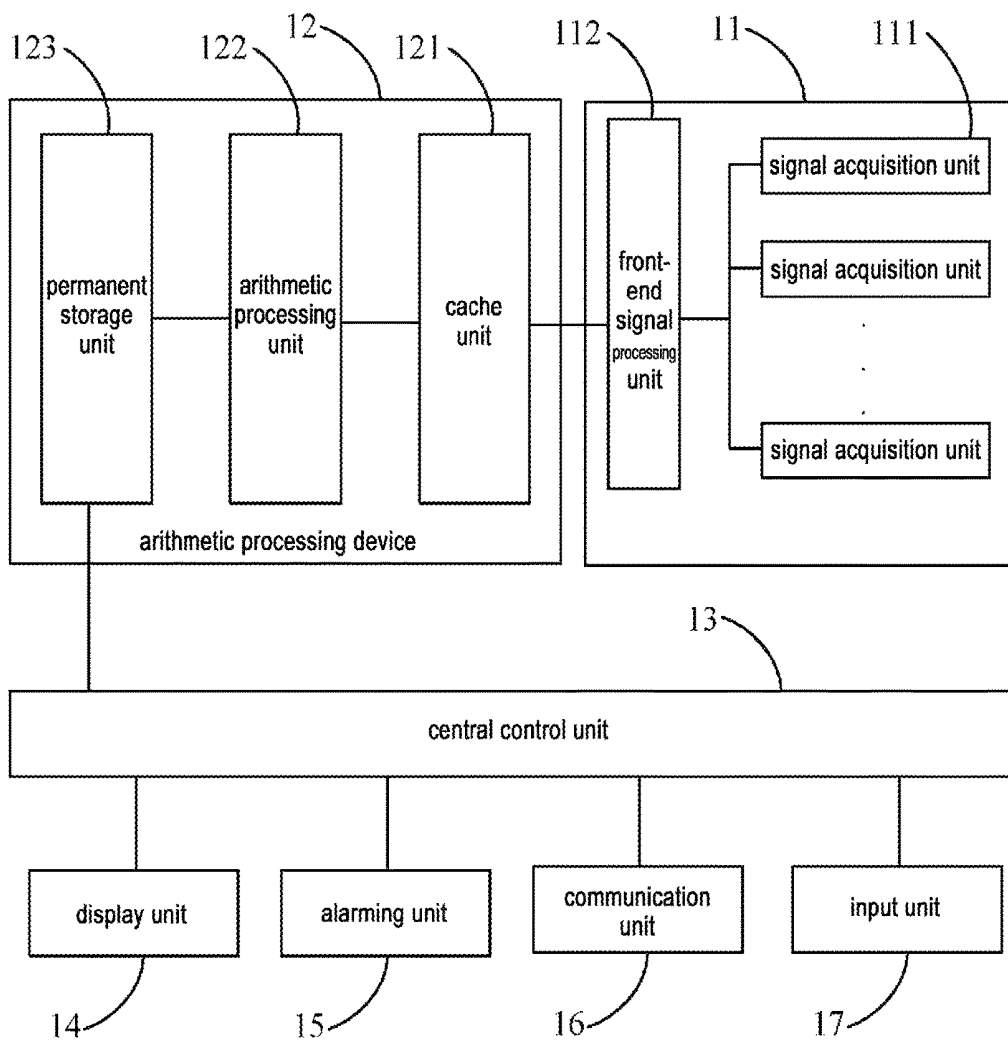 123
122
12
121
112
11
111
permanent
storage
unit
arithmetic
processing
unit
cache
unit
front-
end
signal
processing
unit
signal acquisition unit
signal acquisition unit
signal acquisition unit
arithmetic processing device
13
central control unit
display unit
alarming unit
communication
unit
input unit
14
15
16
17